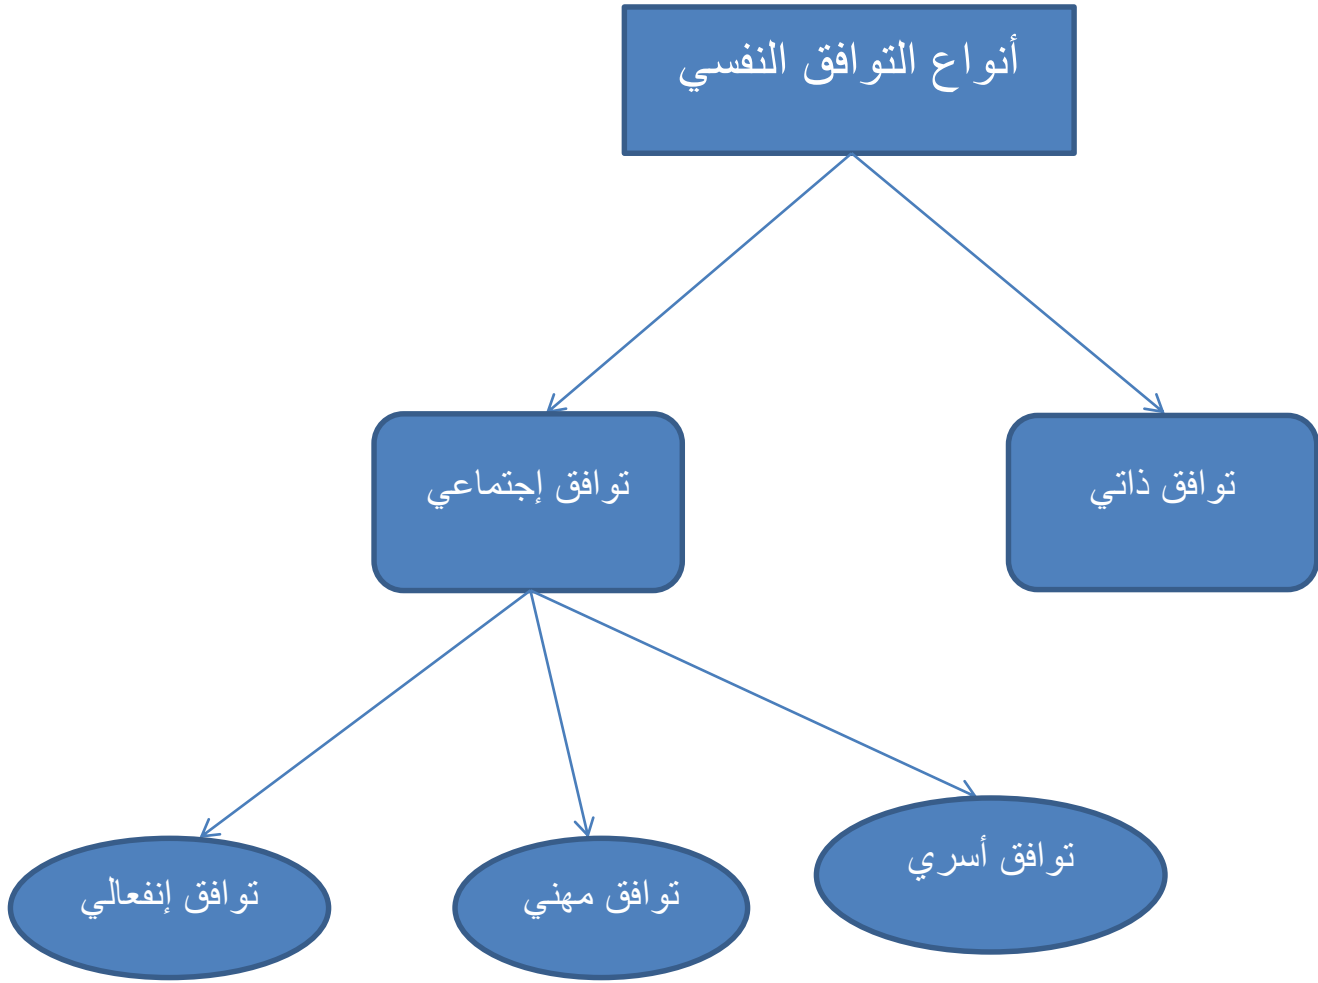 أنواع التوافق النفسي
توافق ذاتي
توافق إجتماعي
توافق أسري
توافق مهني
توافق إنفعالي